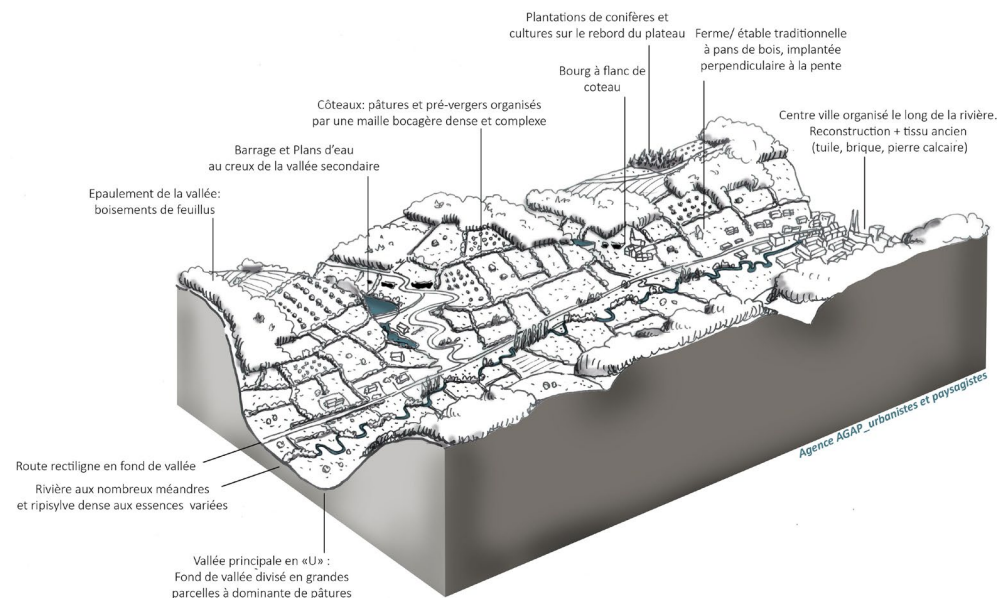 Plantations de conifères et
cultures sur le rebord du plateau
Ferme/ étable traditionnelle
à pans de bois, implantée
perpendiculaire à la pente
Bourg à flanc de
coteau
Côteaux: pâtures et pré-vergers organisés
par une maille bocagère dense et complexe
Centre ville organisé le long de la rivière.
Reconstruction + tissu ancien
(tuile, brique, pierre calcaire)
Barrage et Plans d'eau
au creux de la vallée secondaire
Epaulement de la vallée:
boisements de feuillus
Route rectiligne en fond de vallée
Rivière aux nombreux méandres
et ripisylve dense aux essences variées
Vallée principale en «U» :
Fond de vallée divisé en grandes
parcelles à dominante de pâtures
Agence AGAP_urbanistes et paysagistes